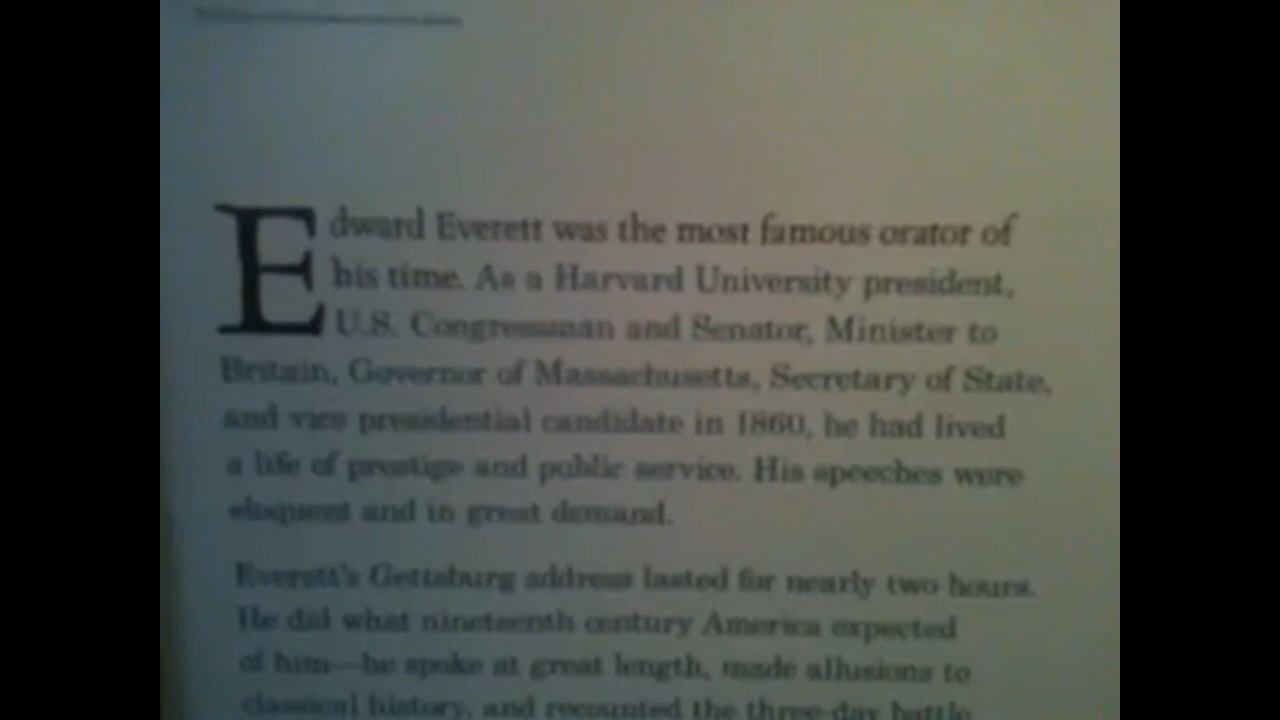 Edward Everett was the most famous orator of
his time. As a Harvard University president,
U.S. Congressman and Senator, Minister to
Britain, Governor of Massachusetts, Secretary of State,
and vice presidential candidate in 1860, he had lived
a life of prestige and public service. His speeches were
eloquent and in great demand.
Everett's Gettsburg address lasted for nearly two hours.
He did what nineteenth century America expected
of him—he spoke at great length, made allusions to
classical history, and recounted the three-day battle